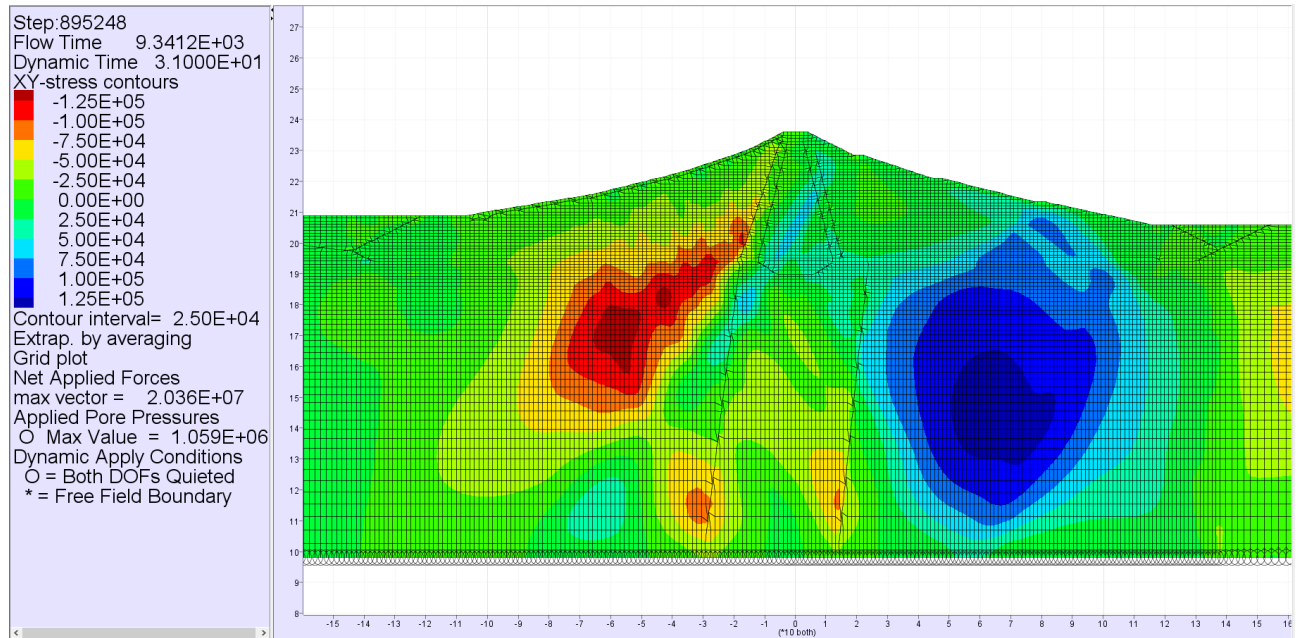 Step:895248
Flow Time 9.3412E+03
Dynamic Time 3.1000E+01
XY-stress contours
-1.25E+05
-1.00E+05
-7.50E+04
-5.00E+04
-2.50E+04
0.00E+00
2.50E+04
5.00E+04
7.50E+04
1.00E+05
1.25E+05
Contour interval= 2.50E+04
Extrap. by averaging
Grid plot
Net Applied Forces
max vector = 2.036E+07
Applied Pore Pressures
O Max Value = 1.059E+06
Dynamic Apply Conditions
O = Both DOFs Quieted
* = Free Field Boundary
27
26
25
24
23
22
21
20
19
18
17
16
15
14
13
12
11
10
9
8
-15 -14 -13 -12 -11 -10 -9 -8 -7 -6 -5 -4 -3 -2 -1 0 1 2 3 4 5 6 7 8 9 10 11 12 13 14 15 16
(*10 both)